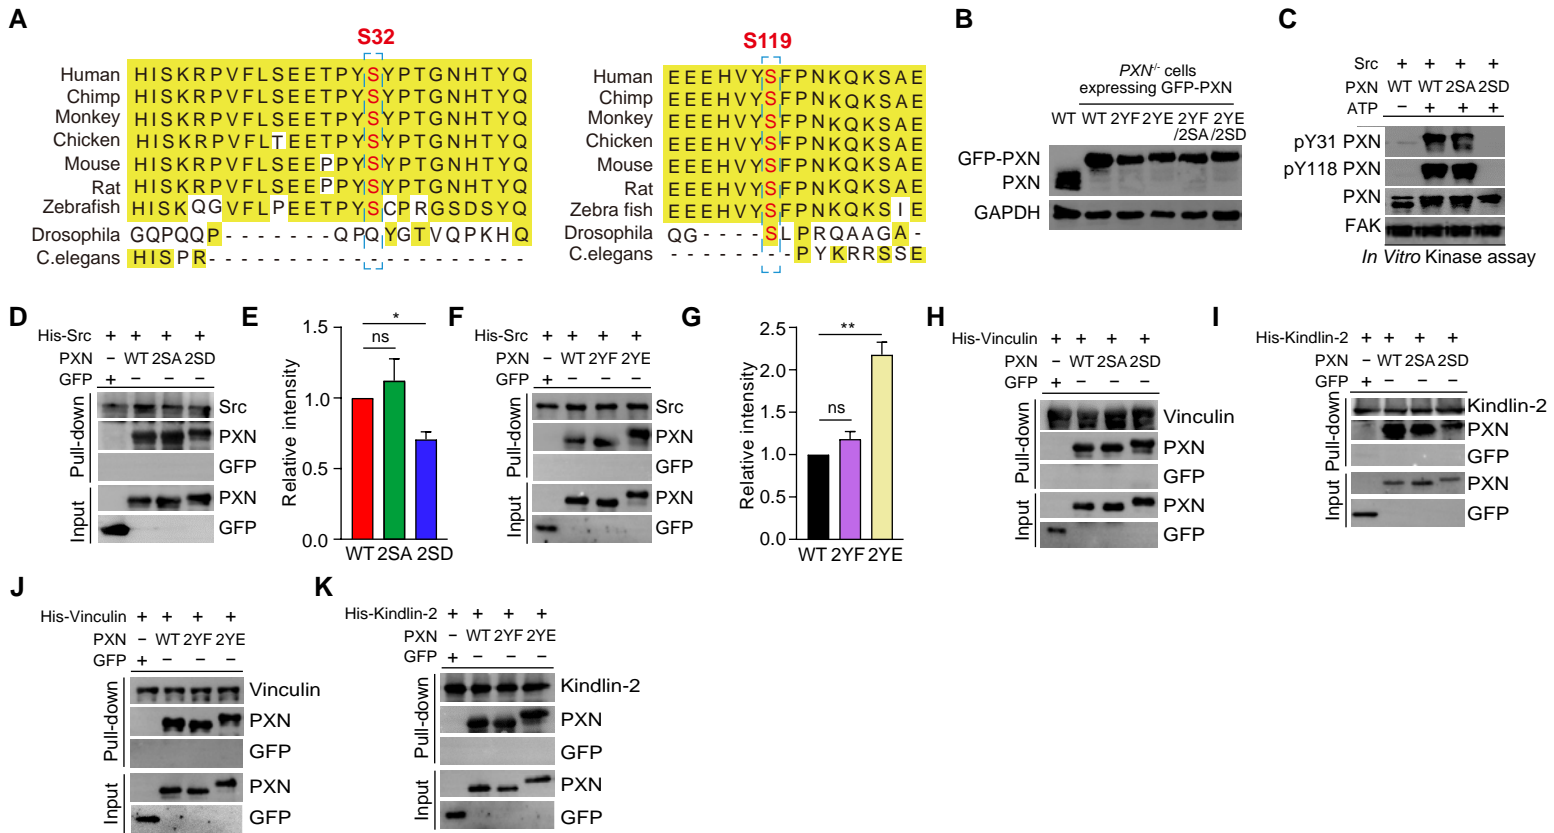 A
S32
Human HISKRPVFLSEETPYSYPTGNHTYQ
Chimp HISKRPVFLSEETPYSYPTGNHTYQ
Monkey HISKRPVFLSEETPYSYPTGNHTYQ
Chicken HISKRPVFLTEETPYSYPTGNHTYQ
Mouse HISKRPVFLSEEPPYSYPTGNHTYQ
Rat HISKRPVFLSEEPPYSYPTGNHTYQ
Zebrafish HISKQGVFLPEETPYSCPRGSDSYQ
Drosophila GQPQQP-------QPQYGTVQPKHQ
C.elegans HISPR--------------------
S119
Human EEEHVYSFPNKQKSAE
Chimp EEEHVYSFPNKQKSAE
Monkey EEEHVYSFPNKQKSAE
Chicken EEEHVYSFPNKQKSAE
Mouse EEEHVYSFPNKQKSAE
Rat EEEHVYSFPNKQKSAE
Zebra fish EEEHVYSFPNKQKSIE
Drosophila QG----SLPRQAAGA-
C.elegans --------PYKRRSSE
B
PXN-/- cells
expressing GFP-PXN
WT WT 2YF 2YE 2YF 2YE
/2SA /2SD
GFP-PXN
PXN
GAPDH
C
Src + + + +
PXN WT WT 2SA 2SD
ATP − + + +
pY31 PXN
pY118 PXN
PXN
FAK
In Vitro Kinase assay
D
His-Src + + + +
PXN − WT 2SA 2SD
GFP + − − −
Pull-down
Src
PXN
GFP
Input
PXN
GFP
E
Relative intensity
1.5
1.0
0.5
0.0
*
ns
WT 2SA 2SD
F
His-Src + + + +
PXN − WT 2YF 2YE
GFP + − − −
Pull-down
Src
PXN
GFP
Input
PXN
GFP
G
Relative intensity
2.5
2.0
1.5
1.0
0.5
0.0
**
ns
WT 2YF 2YE
H
His-Vinculin + + + +
PXN − WT 2SA 2SD
GFP + − − −
Pull-down
Vinculin
PXN
GFP
Input
PXN
GFP
I
His-Kindlin-2 + + + +
PXN − WT 2SA 2SD
GFP + − − −
Pull-down
Kindlin-2
PXN
GFP
Input
PXN
GFP
J
His-Vinculin + + + +
PXN − WT 2YF 2YE
GFP + − − −
Pull-down
Vinculin
PXN
GFP
Input
PXN
GFP
K
His-Kindlin-2 + + + +
PXN − WT 2YF 2YE
GFP + − − −
Pull-down
Kindlin-2
PXN
GFP
Input
PXN
GFP